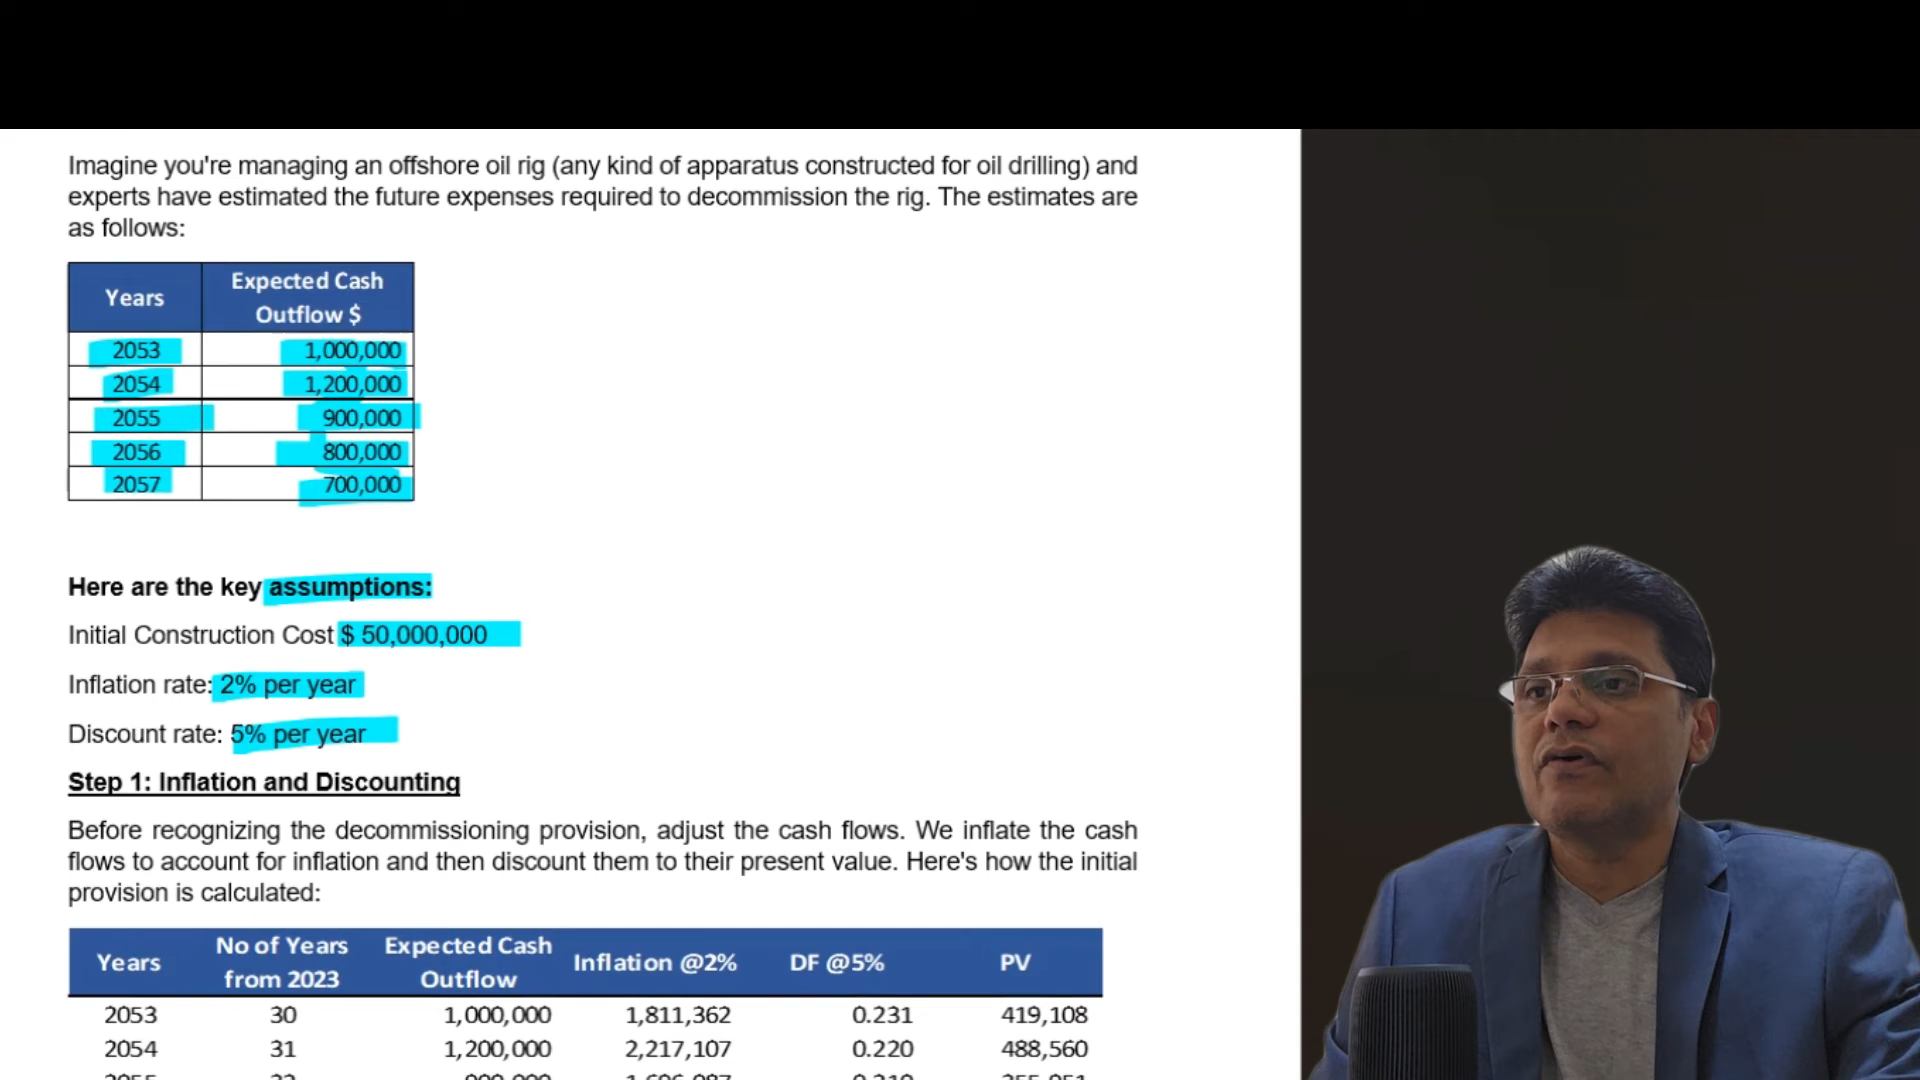 Imagine you're managing an offshore oil rig (any kind of apparatus constructed for oil drilling) and
experts have estimated the future expenses required to decommission the rig. The estimates are
as follows:
Years Expected Cash Outflow $
2053 1,000,000
2054 1,200,000
2055 900,000
2056 800,000
2057 700,000
Here are the key assumptions:
Initial Construction Cost $ 50,000,000
Inflation rate: 2% per year
Discount rate: 5% per year
Step 1: Inflation and Discounting
Before recognizing the decommissioning provision, adjust the cash flows. We inflate the cash
flows to account for inflation and then discount them to their present value. Here's how the initial
provision is calculated:
Years No of Years from 2023 Expected Cash Outflow Inflation @2% DF @5% PV
2053 30 1,000,000 1,811,362 0.231 419,108
2054 31 1,200,000 2,217,107 0.220 488,560